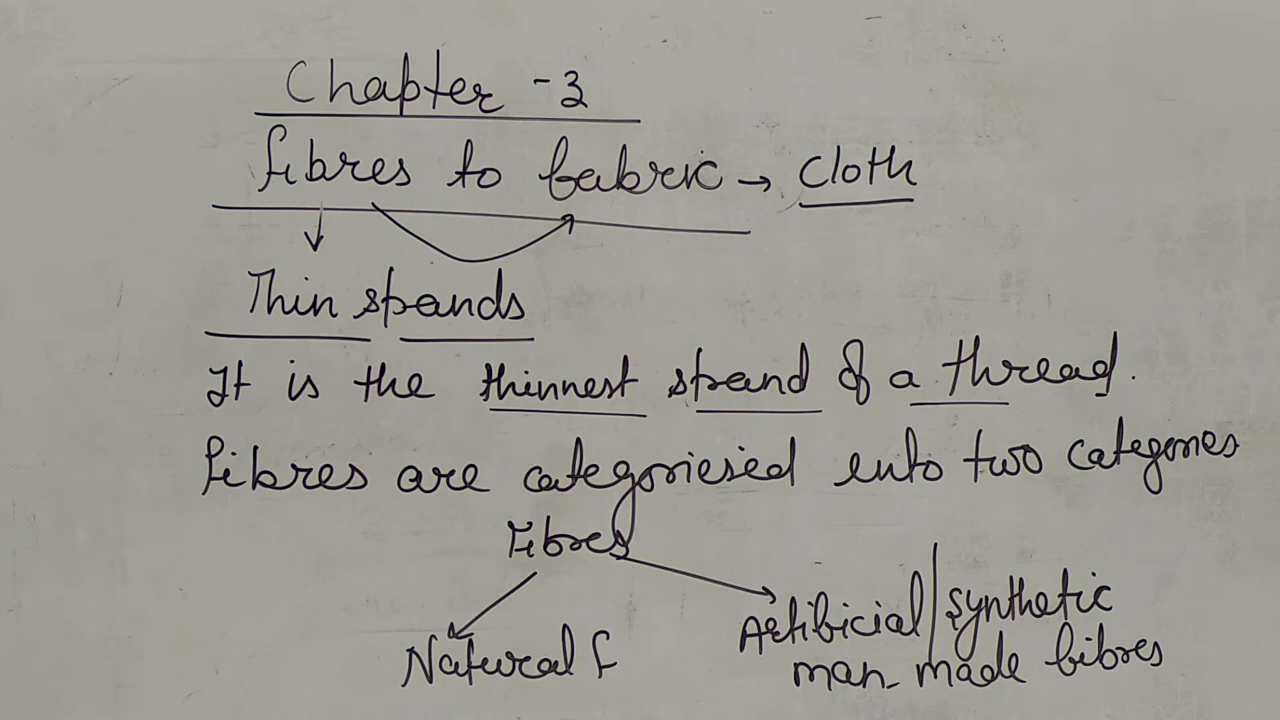 Chapter -3
fibres to fabric → Cloth
Thin strands
It is the thinnest strand of a thread.
fibres are categoriesied into two categories
Fibres
Natural f
Artificial/synthetic
man-made fibres